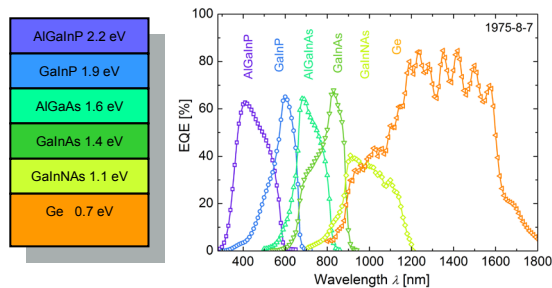 AlGaInP 2.2 eV
GaInP 1.9 eV
AlGaAs 1.6 eV
GaInAs 1.4 eV
GaInNAs 1.1 eV
Ge 0.7 eV
1975-8-7
AlGaInP
GaInP
AlGaInAs
GaInAs
GaInNAs
Ge
EQE [%]
100
80
60
40
20
0
400 600 800 1000 1200 1400 1600 1800
Wavelength λ [nm]